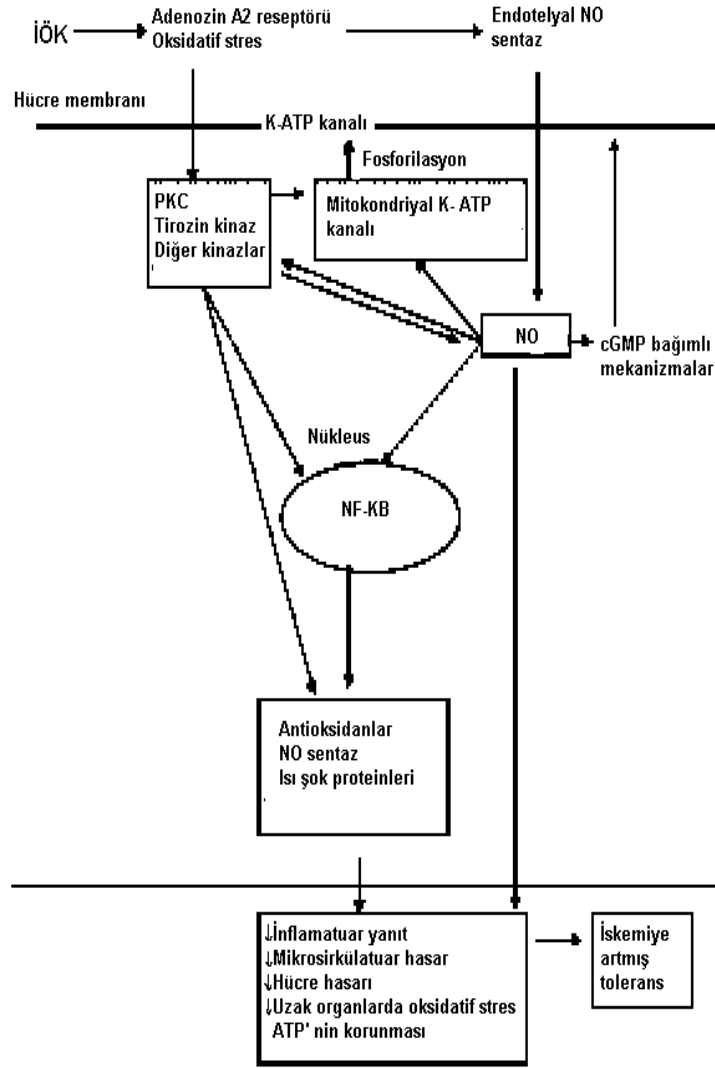 İÖK
Adenozin A2 reseptörü
Oksidatif stres
Endotelyal NO
sentaz
Hücre membranı
K-ATP kanalı
Fosforilasyon
PKC
Tirozin kinaz
Diğer kinazlar
Mitokondriyal K- ATP
kanalı
NO
cGMP bağımlı
mekanizmalar
Nükleus
NF-KB
Antioksidanlar
NO sentaz
Isı şok proteinleri
↓İnflamatuar yanıt
↓Mikrosirkülatuar hasar
↓Hücre hasarı
↓Uzak organlarda oksidatif stres
ATP' nin korunması
İskemiye
artmış
tolerans